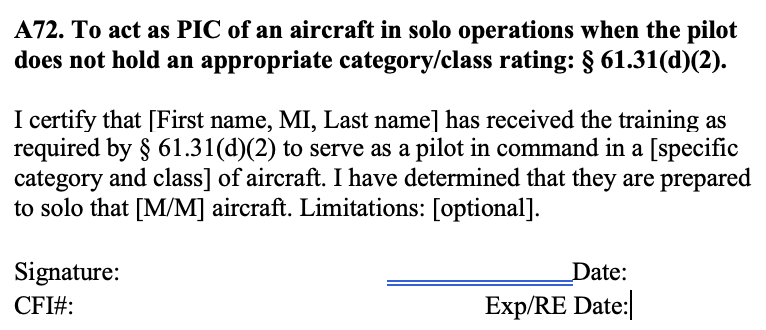 A72. To act as PIC of an aircraft in solo operations when the pilot
does not hold an appropriate category/class rating: § 61.31(d)(2).
I certify that [First name, MI, Last name] has received the training as
required by § 61.31(d)(2) to serve as a pilot in command in a [specific
category and class] of aircraft. I have determined that they are prepared
to solo that [M/M] aircraft. Limitations: [optional].
Signature: Date:
CFI#: Exp/RE Date: